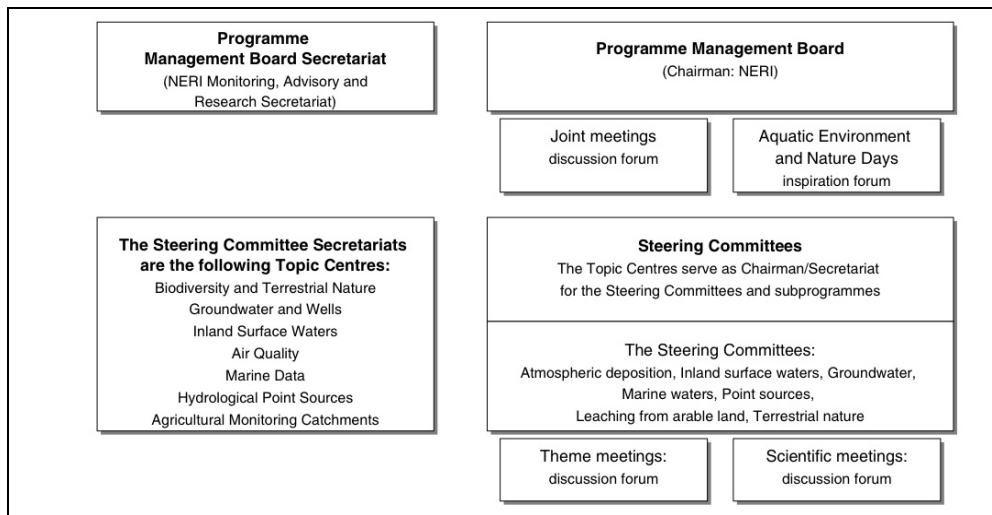 Programme
Management Board Secretariat
(NERI Monitoring, Advisory and
Research Secretariat)
Programme Management Board
(Chairman: NERI)
Joint meetings
discussion forum
Aquatic Environment
and Nature Days
inspiration forum
The Steering Committee Secretariats
are the following Topic Centres:
Biodiversity and Terrestrial Nature
Groundwater and Wells
Inland Surface Waters
Air Quality
Marine Data
Hydrological Point Sources
Agricultural Monitoring Catchments
Steering Committees
The Topic Centres serve as Chairman/Secretariat
for the Steering Committees and subprogrammes
The Steering Committees:
Atmospheric deposition, Inland surface waters, Groundwater,
Marine waters, Point sources,
Leaching from arable land, Terrestrial nature
Theme meetings:
discussion forum
Scientific meetings:
discussion forum